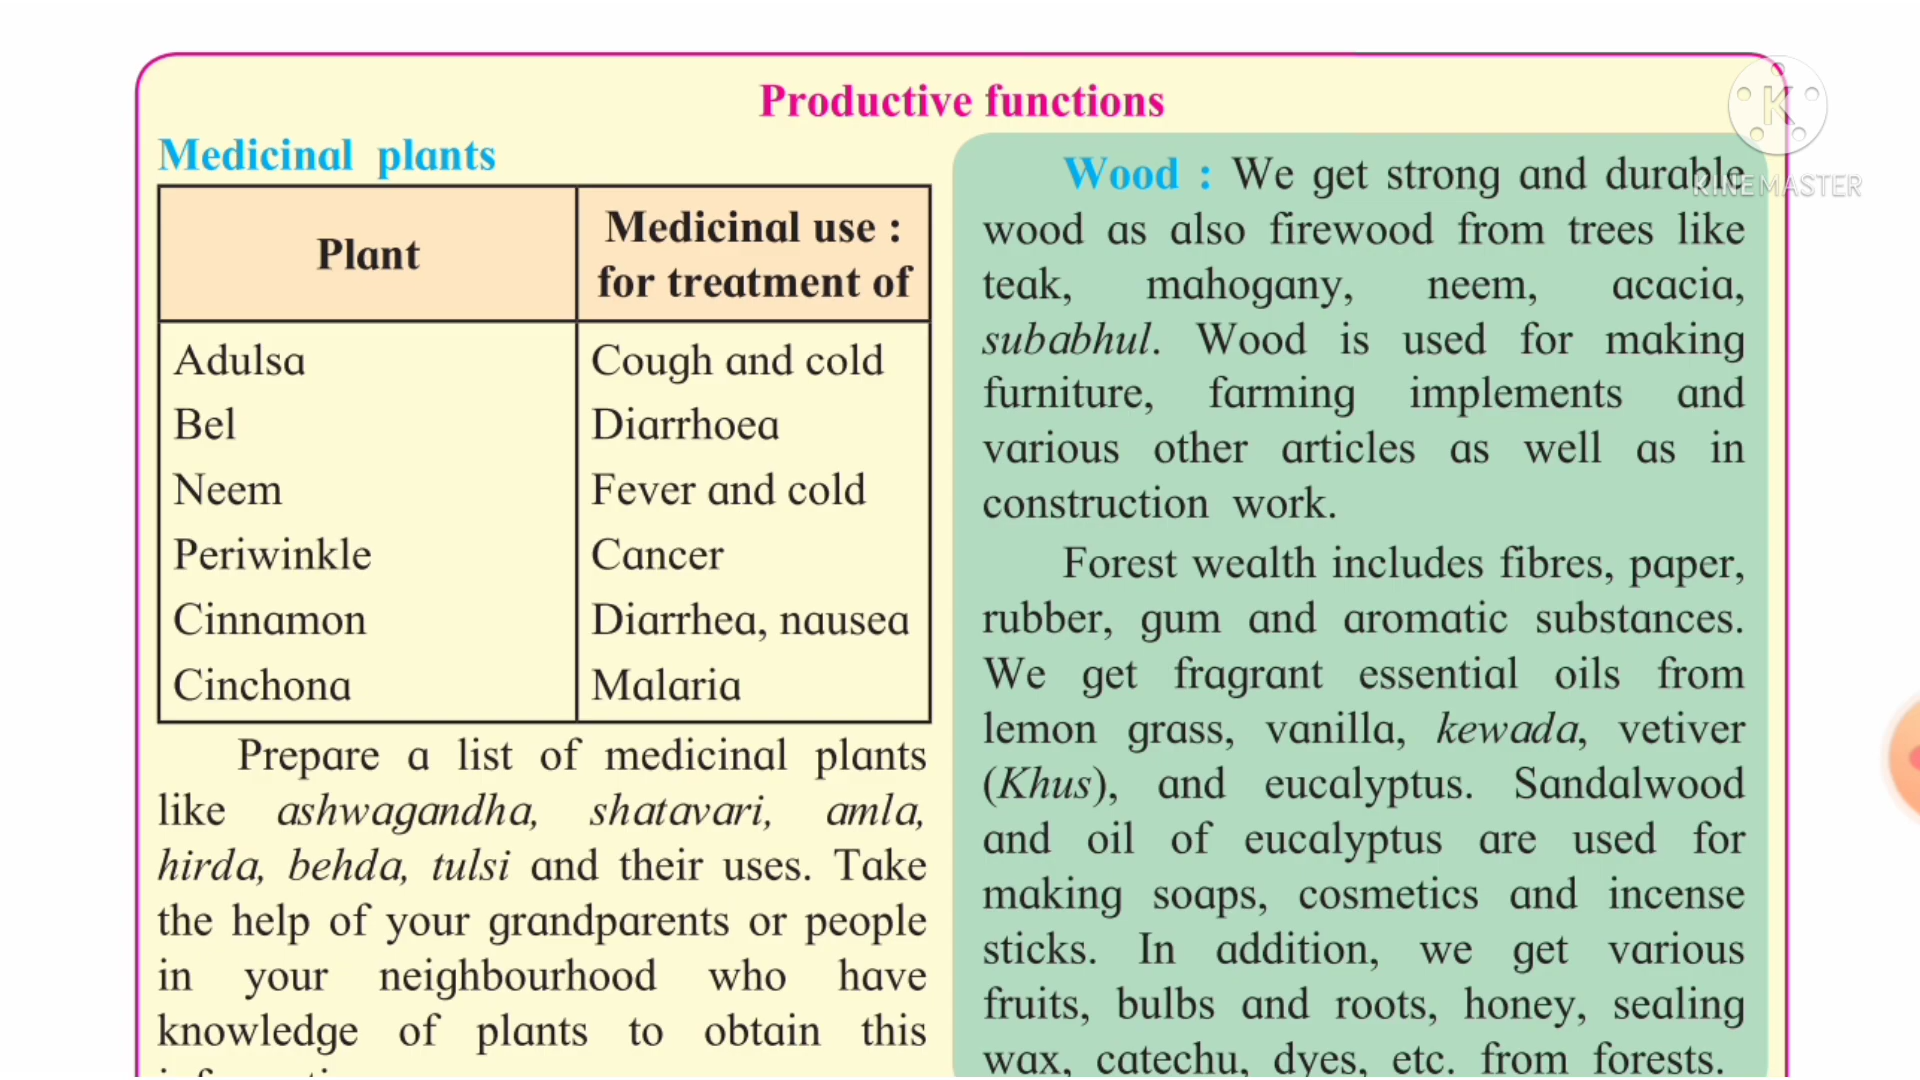 Productive functions
Medicinal plants
Plant
Medicinal use :
for treatment of
Adulsa
Cough and cold
Bel
Diarrhoea
Neem
Fever and cold
Periwinkle
Cancer
Cinnamon
Diarrhea, nausea
Cinchona
Malaria
Prepare a list of medicinal plants
like ashwagandha, shatavari, amla,
hirda, behda, tulsi and their uses. Take
the help of your grandparents or people
in your neighbourhood who have
knowledge of plants to obtain this
Wood : We get strong and durable
wood as also firewood from trees like
teak, mahogany, neem, acacia,
subabhul. Wood is used for making
furniture, farming implements and
various other articles as well as in
construction work.
Forest wealth includes fibres, paper,
rubber, gum and aromatic substances.
We get fragrant essential oils from
lemon grass, vanilla, kewada, vetiver
(Khus), and eucalyptus. Sandalwood
and oil of eucalyptus are used for
making soaps, cosmetics and incense
sticks. In addition, we get various
fruits, bulbs and roots, honey, sealing
wax, catechu, dyes, etc. from forests.
K
KINEMASTER